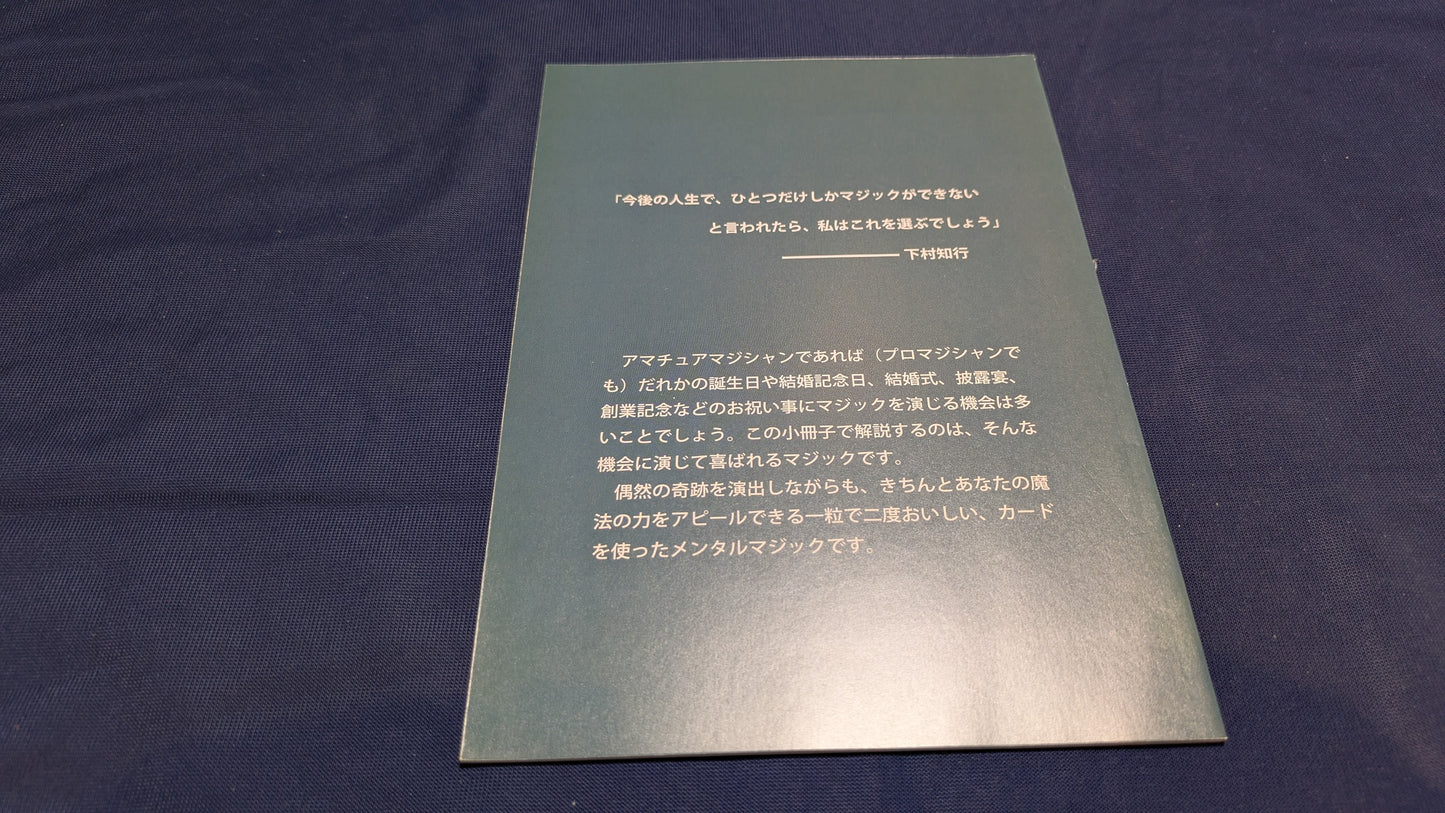 「今後の人生で、ひとつだけしかマジックができない
と言われたら、私はこれを選ぶでしょう」
下村知行
アマチュアマジシャンであれば（プロマジシャンで
も）だれかの誕生日や結婚記念日、結婚式、披露宴、
創業記念などのお祝い事にマジックを演じる機会は多
いことでしょう。この小冊子で解説するのは、そんな
機会に演じて喜ばれるマジックです。
偶然の奇跡を演出しながらも、きちんとあなたの魔
法の力をアピールできる一粒で二度おいしい、カード
を使ったメンタルマジックです。